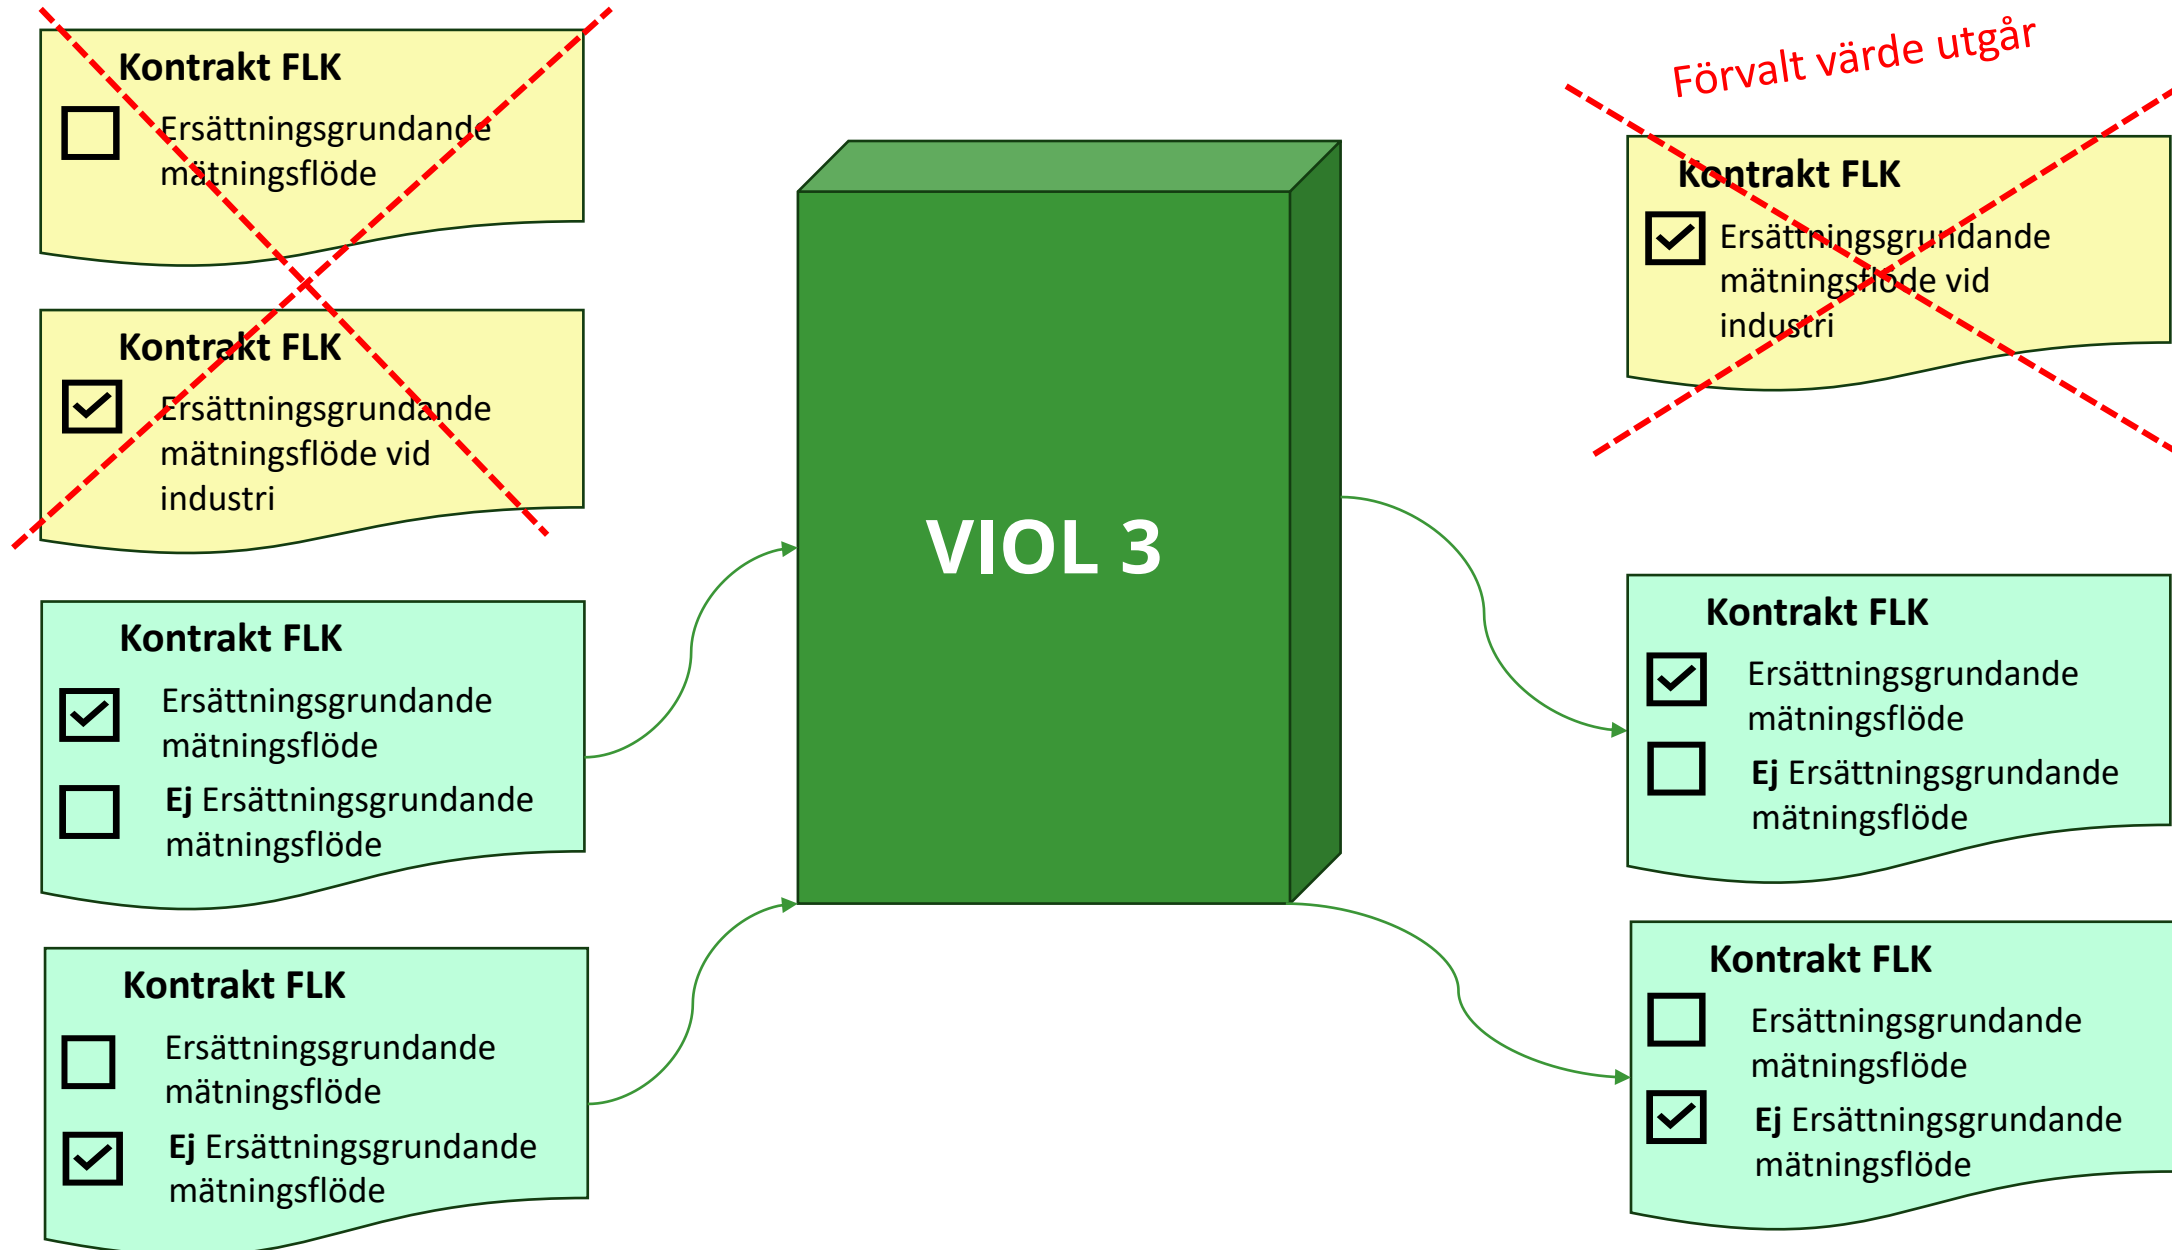 Kontrakt FLK
Ersättningsgrundande
mätningsflöde
Kontrakt FLK
Ersättningsgrundande
mätningsflöde vid
industri
Kontrakt FLK
Ersättningsgrundande
mätningsflöde
Ej Ersättningsgrundande
mätningsflöde
Kontrakt FLK
Ersättningsgrundande
mätningsflöde
Ej Ersättningsgrundande
mätningsflöde
VIOL 3
Förvalt värde utgår
Kontrakt FLK
Ersättningsgrundande
mätningsflöde vid
industri
Kontrakt FLK
Ersättningsgrundande
mätningsflöde
Ej Ersättningsgrundande
mätningsflöde
Kontrakt FLK
Ersättningsgrundande
mätningsflöde
Ej Ersättningsgrundande
mätningsflöde